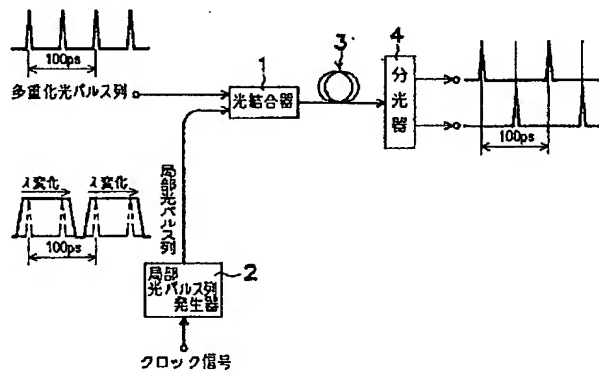 100ps
多重化光パルス列
1
光結合器
3
4
分光器
100ps
λ変化 λ変化
100ps
局部光パルス列
局部
光パルス列
発生器
2
クロック信号